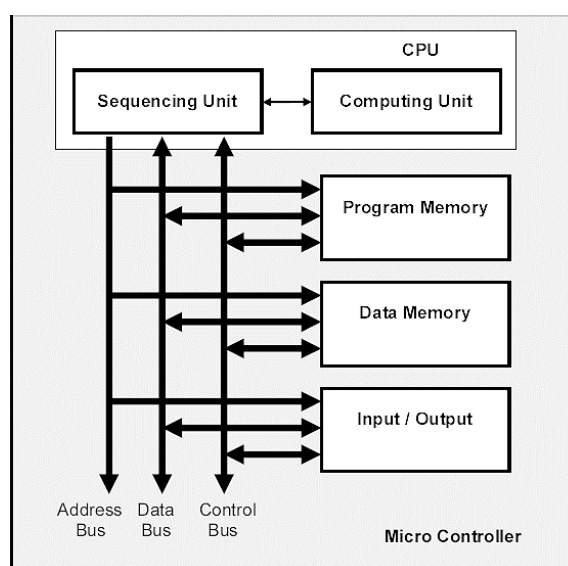 CPU
Sequencing Unit
Computing Unit
Program Memory
Data Memory
Input / Output
Address
Bus
Data
Bus
Control
Bus
Micro Controller